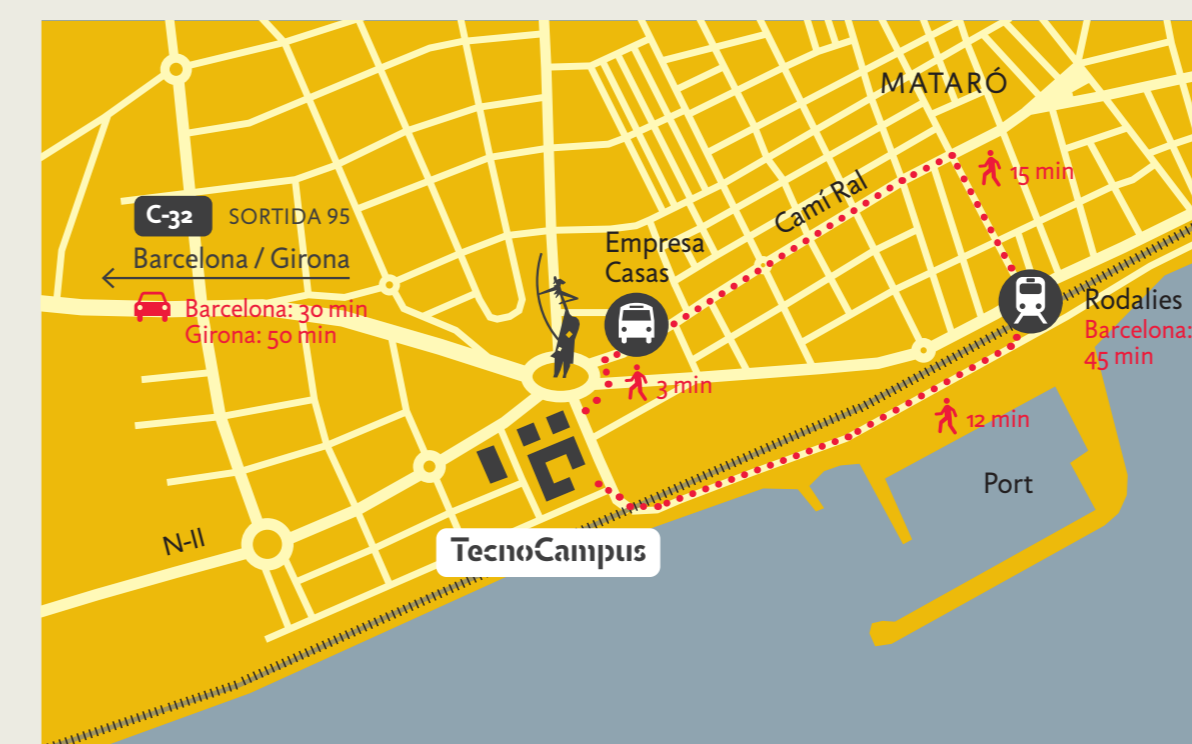 MATARÓ
15 min
Camí Ral
C-32 SORTIDA 95
Barcelona / Girona
Barcelona: 30 min
Girona: 50 min
Empresa
Casas
3 min
Rodalies
Barcelona:
45 min
12 min
Port
N-II
TecnoCampus